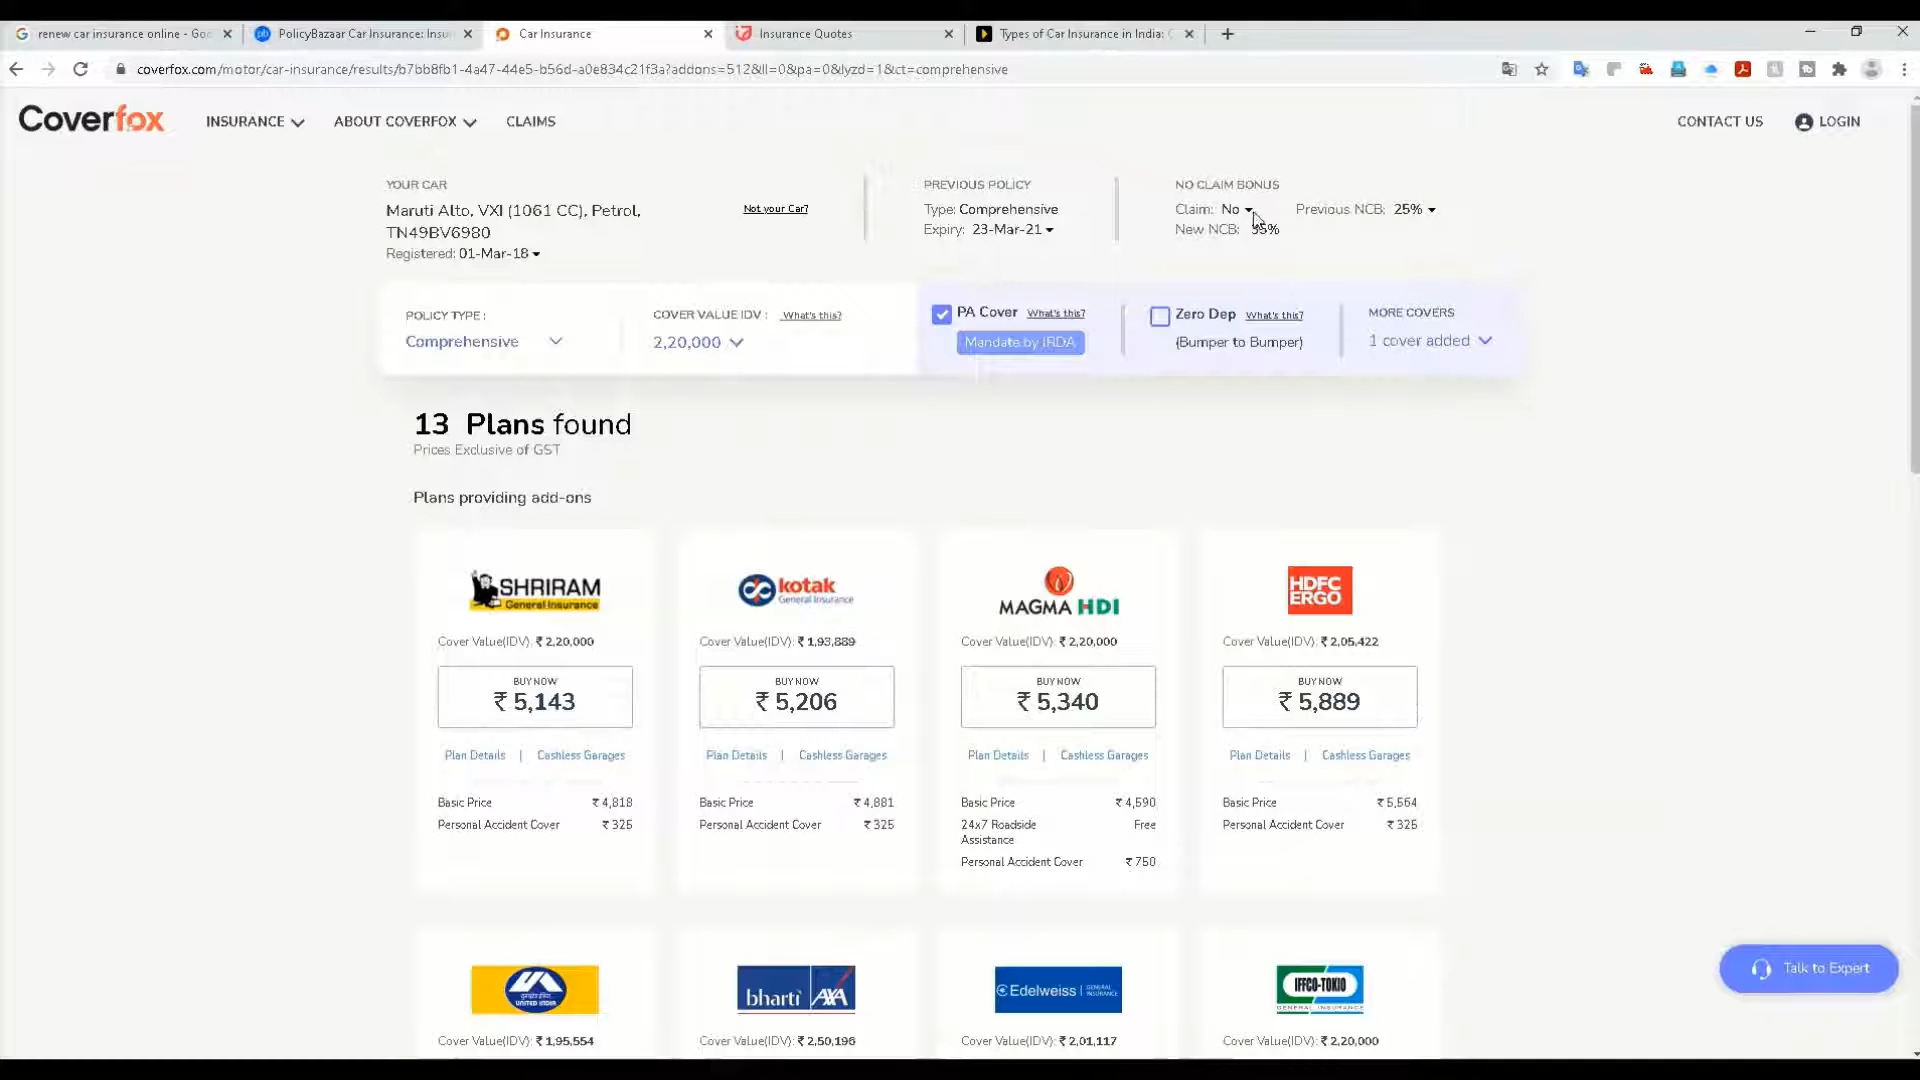 renew car insurance online - Goo
PolicyBazaar Car Insurance: Insu
Car Insurance
Insurance Quotes
Types of Car Insurance in India: C
coverfox.com/motor/car-insurance/results/b7bb8fb1-4a47-44e5-b56d-a0e834c21f3a?addons=512&ll=0&pa=0&lyzd=1&ct=comprehensive
Coverfox
INSURANCE
ABOUT COVERFOX
CLAIMS
CONTACT US
LOGIN
YOUR CAR
Maruti Alto, VXI (1061 CC), Petrol,
TN49BV6980
Registered: 01-Mar-18
Not your Car?
PREVIOUS POLICY
Type: Comprehensive
Expiry: 23-Mar-21
NO CLAIM BONUS
Claim: No
Previous NCB: 25%
New NCB: 35%
POLICY TYPE :
Comprehensive
COVER VALUE IDV : What's this?
2,20,000
PA Cover What's this?
Mandate by IRDA
Zero Dep What's this?
(Bumper to Bumper)
MORE COVERS
1 cover added
13 Plans found
Prices Exclusive of GST
Plans providing add-ons
SHRIRAM
General Insurance
Cover Value(IDV): ₹ 2,20,000
BUY NOW
₹ 5,143
Plan Details | Cashless Garages
Basic Price ₹ 4,818
Personal Accident Cover ₹ 325
kotak
General Insurance
Cover Value(IDV): ₹ 1,93,889
BUY NOW
₹ 5,206
Plan Details | Cashless Garages
Basic Price ₹ 4,881
Personal Accident Cover ₹ 325
MAGMA HDI
Cover Value(IDV): ₹ 2,20,000
BUY NOW
₹ 5,340
Plan Details | Cashless Garages
Basic Price ₹ 4,590
24x7 Roadside Free
Assistance
Personal Accident Cover ₹ 750
HDFC
ERGO
Cover Value(IDV): ₹ 2,05,422
BUY NOW
₹ 5,889
Plan Details | Cashless Garages
Basic Price ₹ 5,564
Personal Accident Cover ₹ 325
UNITED INDIA
Cover Value(IDV): ₹ 1,95,554
bharti AXA
Cover Value(IDV): ₹ 2,50,196
Edelweiss GENERAL
INSURANCE
Cover Value(IDV): ₹ 2,01,117
IFFCO-TOKIO
GENERAL INSURANCE
Cover Value(IDV): ₹ 2,20,000
Talk to Expert